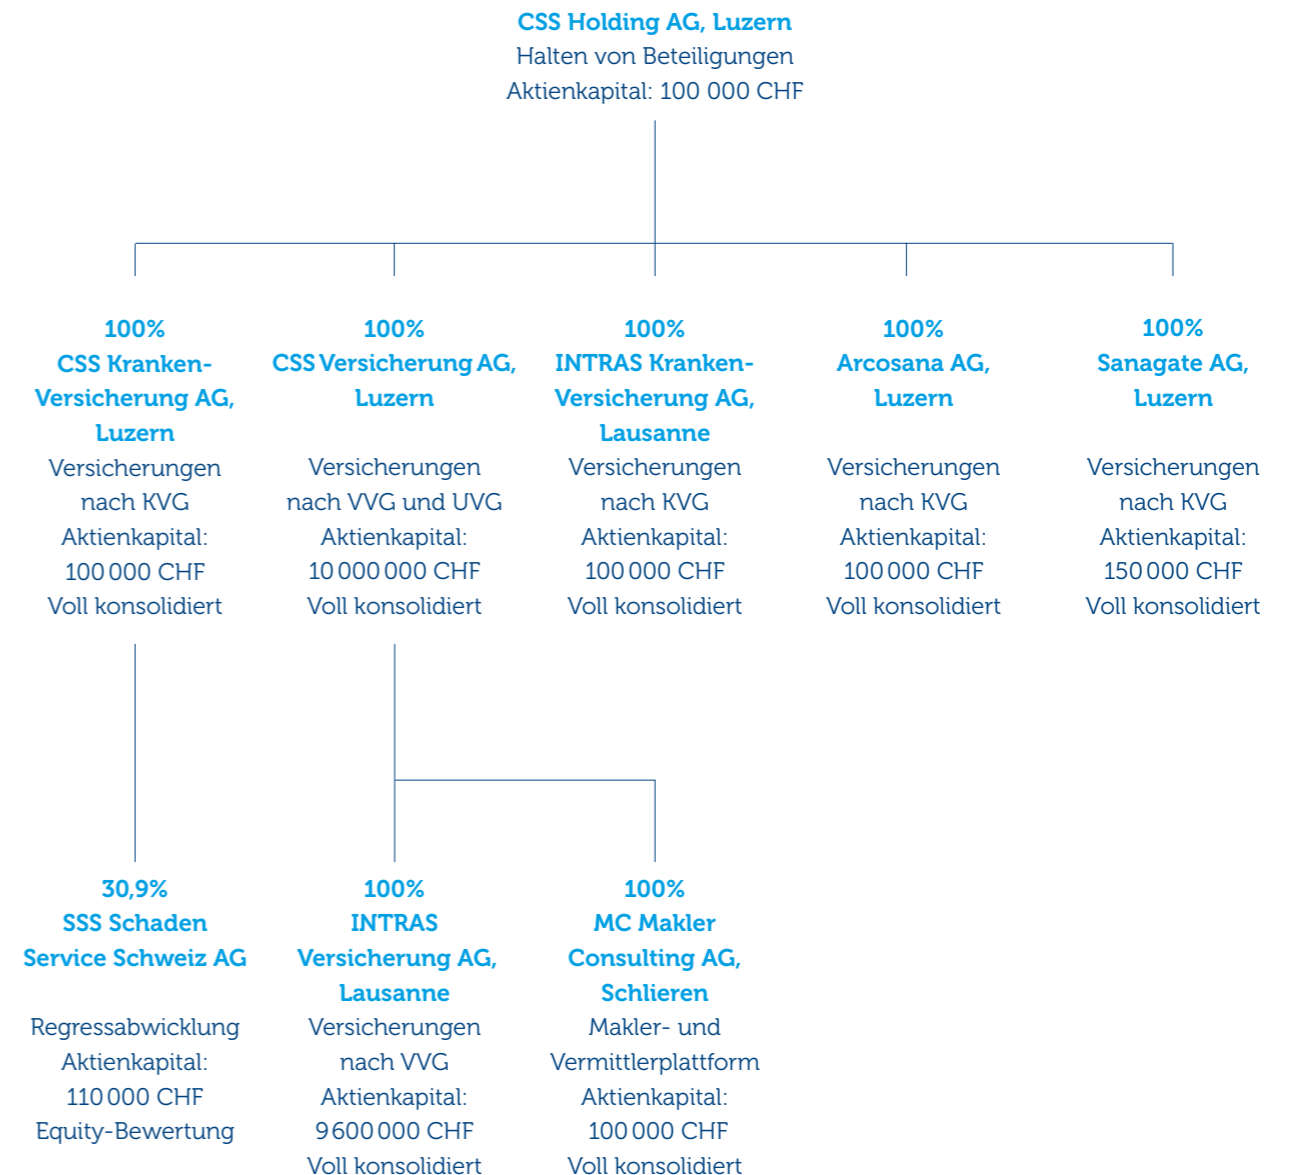 CSS Holding AG, Luzern
Halten von Beteiligungen
Aktienkapital: 100 000 CHF
100%
CSS Kranken-
Versicherung AG,
Luzern
Versicherungen
nach KVG
Aktienkapital:
100 000 CHF
Voll konsolidiert
100%
CSS Versicherung AG,
Luzern
Versicherungen
nach VVG und UVG
Aktienkapital:
10 000 000 CHF
Voll konsolidiert
100%
INTRAS Kranken-
Versicherung AG,
Lausanne
Versicherungen
nach KVG
Aktienkapital:
100 000 CHF
Voll konsolidiert
100%
Arcosana AG,
Luzern
Versicherungen
nach KVG
Aktienkapital:
100 000 CHF
Voll konsolidiert
100%
Sanagate AG,
Luzern
Versicherungen
nach KVG
Aktienkapital:
150 000 CHF
Voll konsolidiert
30,9%
SSS Schaden
Service Schweiz AG
Regressabwicklung
Aktienkapital:
110 000 CHF
Equity-Bewertung
100%
INTRAS
Versicherung AG,
Lausanne
Versicherungen
nach VVG
Aktienkapital:
9 600 000 CHF
Voll konsolidiert
100%
MC Makler
Consulting AG,
Schlieren
Makler- und
Vermittlerplattform
Aktienkapital:
100 000 CHF
Voll konsolidiert